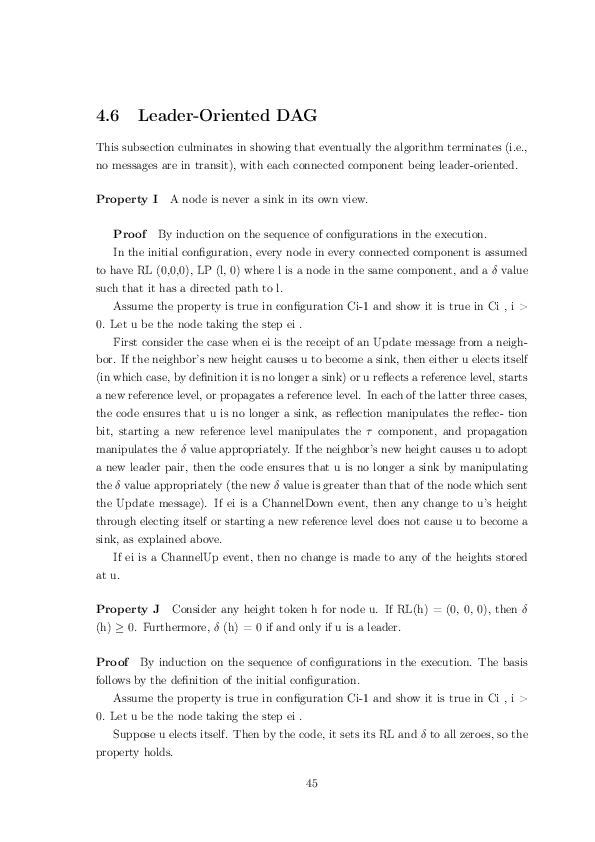 4.6 Leader-Oriented DAG
This subsection culminates in showing that eventually the algorithm terminates (i.e.,
no messages are in transit), with each connected component being leader-oriented.
Property I A node is never a sink in its own view.
Proof By induction on the sequence of configurations in the execution.
In the initial configuration, every node in every connected component is assumed
to have RL (0,0,0), LP (l, 0) where l is a node in the same component, and a δ value
such that it has a directed path to l.
Assume the property is true in configuration Ci-1 and show it is true in Ci , i >
0. Let u be the node taking the step ei .
First consider the case when ei is the receipt of an Update message from a neigh-
bor. If the neighbor's new height causes u to become a sink, then either u elects itself
(in which case, by definition it is no longer a sink) or u reflects a reference level, starts
a new reference level, or propagates a reference level. In each of the latter three cases,
the code ensures that u is no longer a sink, as reflection manipulates the reflec- tion
bit, starting a new reference level manipulates the τ component, and propagation
manipulates the δ value appropriately. If the neighbor's new height causes u to adopt
a new leader pair, then the code ensures that u is no longer a sink by manipulating
the δ value appropriately (the new δ value is greater than that of the node which sent
the Update message). If ei is a ChannelDown event, then any change to u's height
through electing itself or starting a new reference level does not cause u to become a
sink, as explained above.
If ei is a ChannelUp event, then no change is made to any of the heights stored
at u.
Property J Consider any height token h for node u. If RL(h) = (0, 0, 0), then δ
(h) ≥ 0. Furthermore, δ (h) = 0 if and only if u is a leader.
Proof By induction on the sequence of configurations in the execution. The basis
follows by the definition of the initial configuration.
Assume the property is true in configuration Ci-1 and show it is true in Ci , i >
0. Let u be the node taking the step ei .
Suppose u elects itself. Then by the code, it sets its RL and δ to all zeroes, so the
property holds.
45